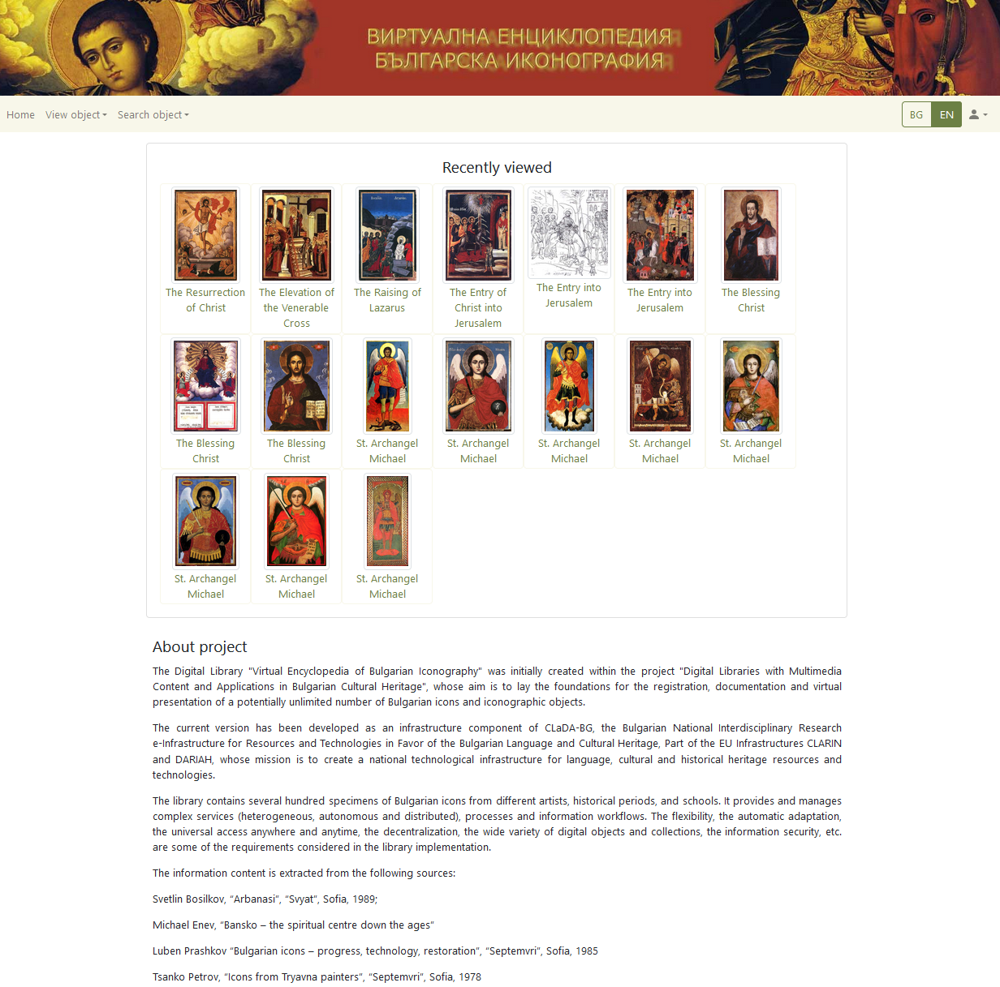 ВИРТУАЛНА ЕНЦИКЛОПЕДИЯ
БЪЛГАРСКА ИКОНОГРАФИЯ
Home View object Search object BG EN
Recently viewed
The Resurrection of Christ
The Elevation of the Venerable Cross
The Raising of Lazarus
The Entry of Christ into Jerusalem
The Entry into Jerusalem
The Entry into Jerusalem
The Blessing Christ
The Blessing Christ
The Blessing Christ
St. Archangel Michael
St. Archangel Michael
St. Archangel Michael
St. Archangel Michael
St. Archangel Michael
St. Archangel Michael
St. Archangel Michael
St. Archangel Michael
About project
The Digital Library "Virtual Encyclopedia of Bulgarian Iconography" was initially created within the project "Digital Libraries with Multimedia
Content and Applications in Bulgarian Cultural Heritage", whose aim is to lay the foundations for the registration, documentation and virtual
presentation of a potentially unlimited number of Bulgarian icons and iconographic objects.
The current version has been developed as an infrastructure component of CLaDA-BG, the Bulgarian National Interdisciplinary Research
e-Infrastructure for Resources and Technologies in Favor of the Bulgarian Language and Cultural Heritage, Part of the EU Infrastructures CLARIN
and DARIAH, whose mission is to create a national technological infrastructure for language, cultural and historical heritage resources and
technologies.
The library contains several hundred specimens of Bulgarian icons from different artists, historical periods, and schools. It provides and manages
complex services (heterogeneous, autonomous and distributed), processes and information workflows. The flexibility, the automatic adaptation,
the universal access anywhere and anytime, the decentralization, the wide variety of digital objects and collections, the information security, etc.
are some of the requirements considered in the library implementation.
The information content is extracted from the following sources:
Svetlin Bosilkov, “Arbanasi”, “Svyat”, Sofia, 1989;
Michael Enev, “Bansko – the spiritual centre down the ages”
Luben Prashkov “Bulgarian icons – progress, technology, restoration”, “Septemvri”, Sofia, 1985
Tsanko Petrov, “Icons from Tryavna painters”, “Septemvri”, Sofia, 1978